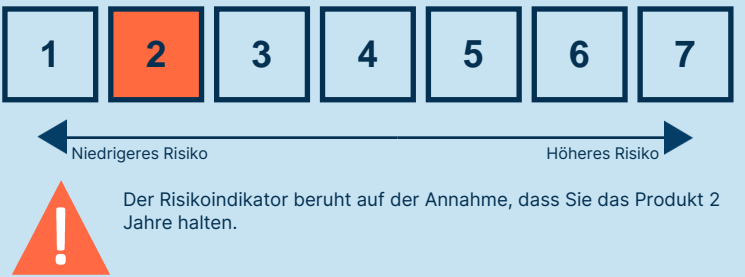 1 2 3 4 5 6 7
Niedrigeres Risiko Höheres Risiko
Der Risikoindikator beruht auf der Annahme, dass Sie das Produkt 2
Jahre halten.
!